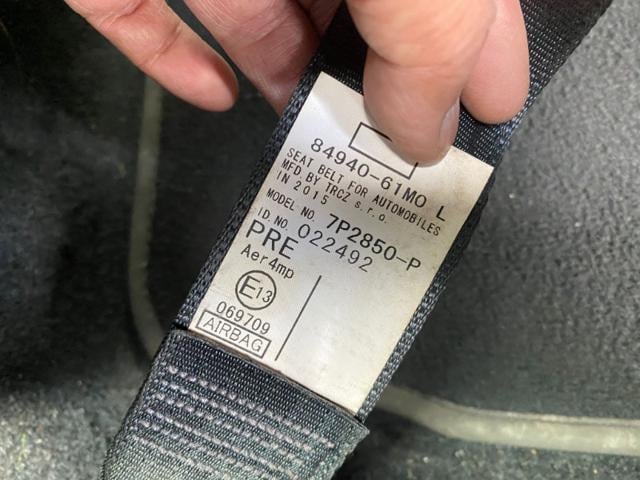 84940-61M0 L
SEAT BELT FOR AUTOMOBILES
MFD. BY TRCZ s.r.o.
IN 2015
MODEL NO. 7P2850-P
ID. NO. 022492
PRE
Aer4mp
E13
069709
AIRBAG